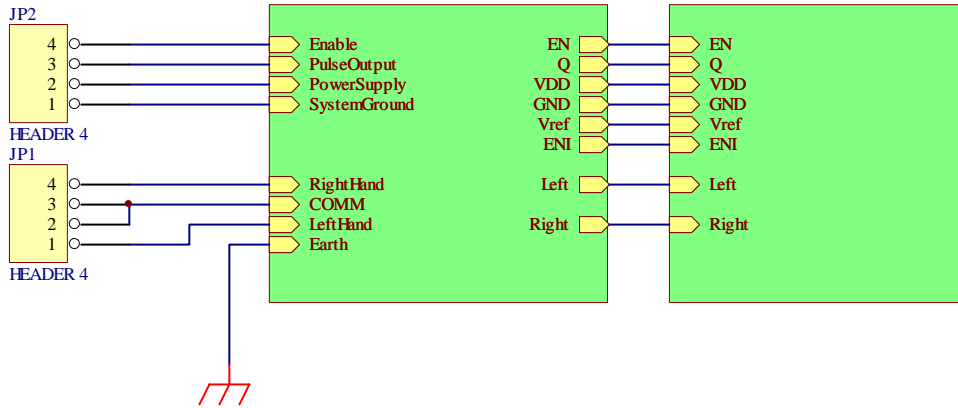 JP2
4 Enable EN EN
3 PulseOutput Q Q
2 PowerSupply VDD VDD
1 SystemGround GND GND
Vref Vref
HEADER 4
ENI ENI
JP1
4 RightHand Left Left
3 COMM
2 LeftHand Right Right
1 Earth
HEADER 4